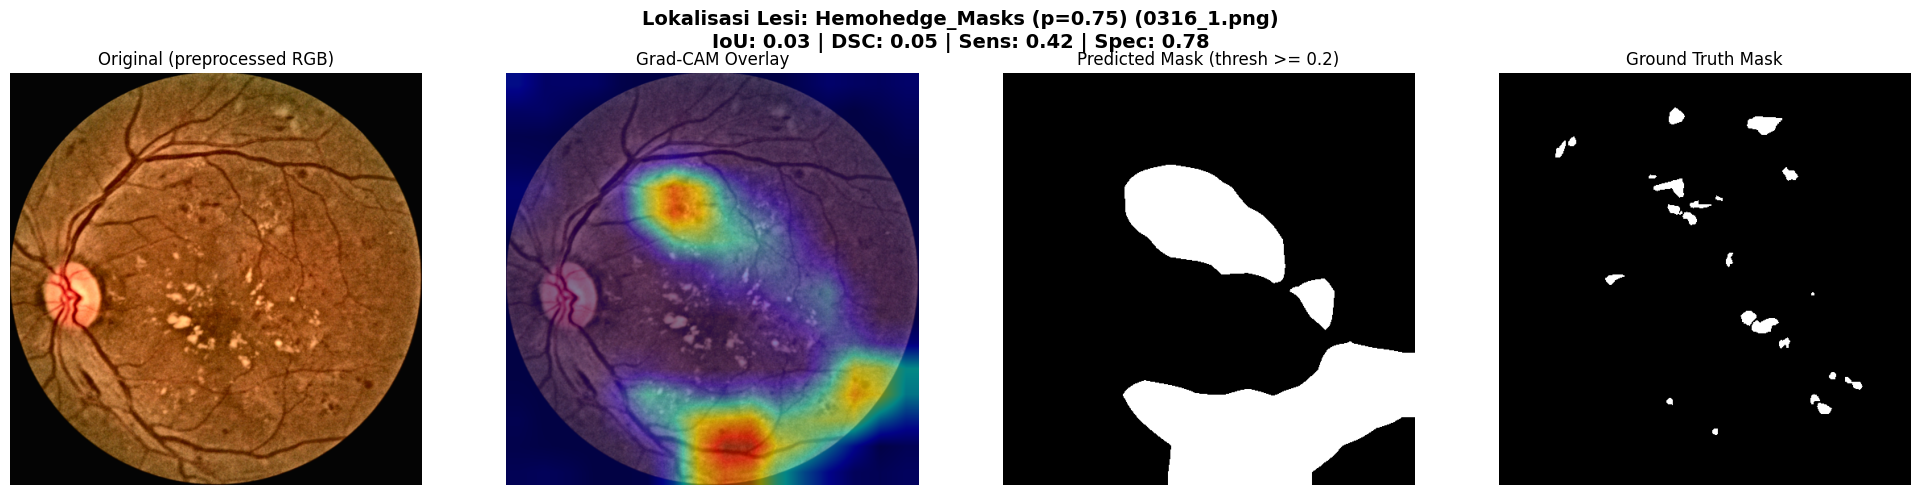 Lokalisasi Lesi: Hemohedge_Masks (p=0.75) (0316_1.png)
IoU: 0.03 | DSC: 0.05 | Sens: 0.42 | Spec: 0.78
Original (preprocessed RGB)
Grad-CAM Overlay
Predicted Mask (thresh >= 0.2)
Ground Truth Mask